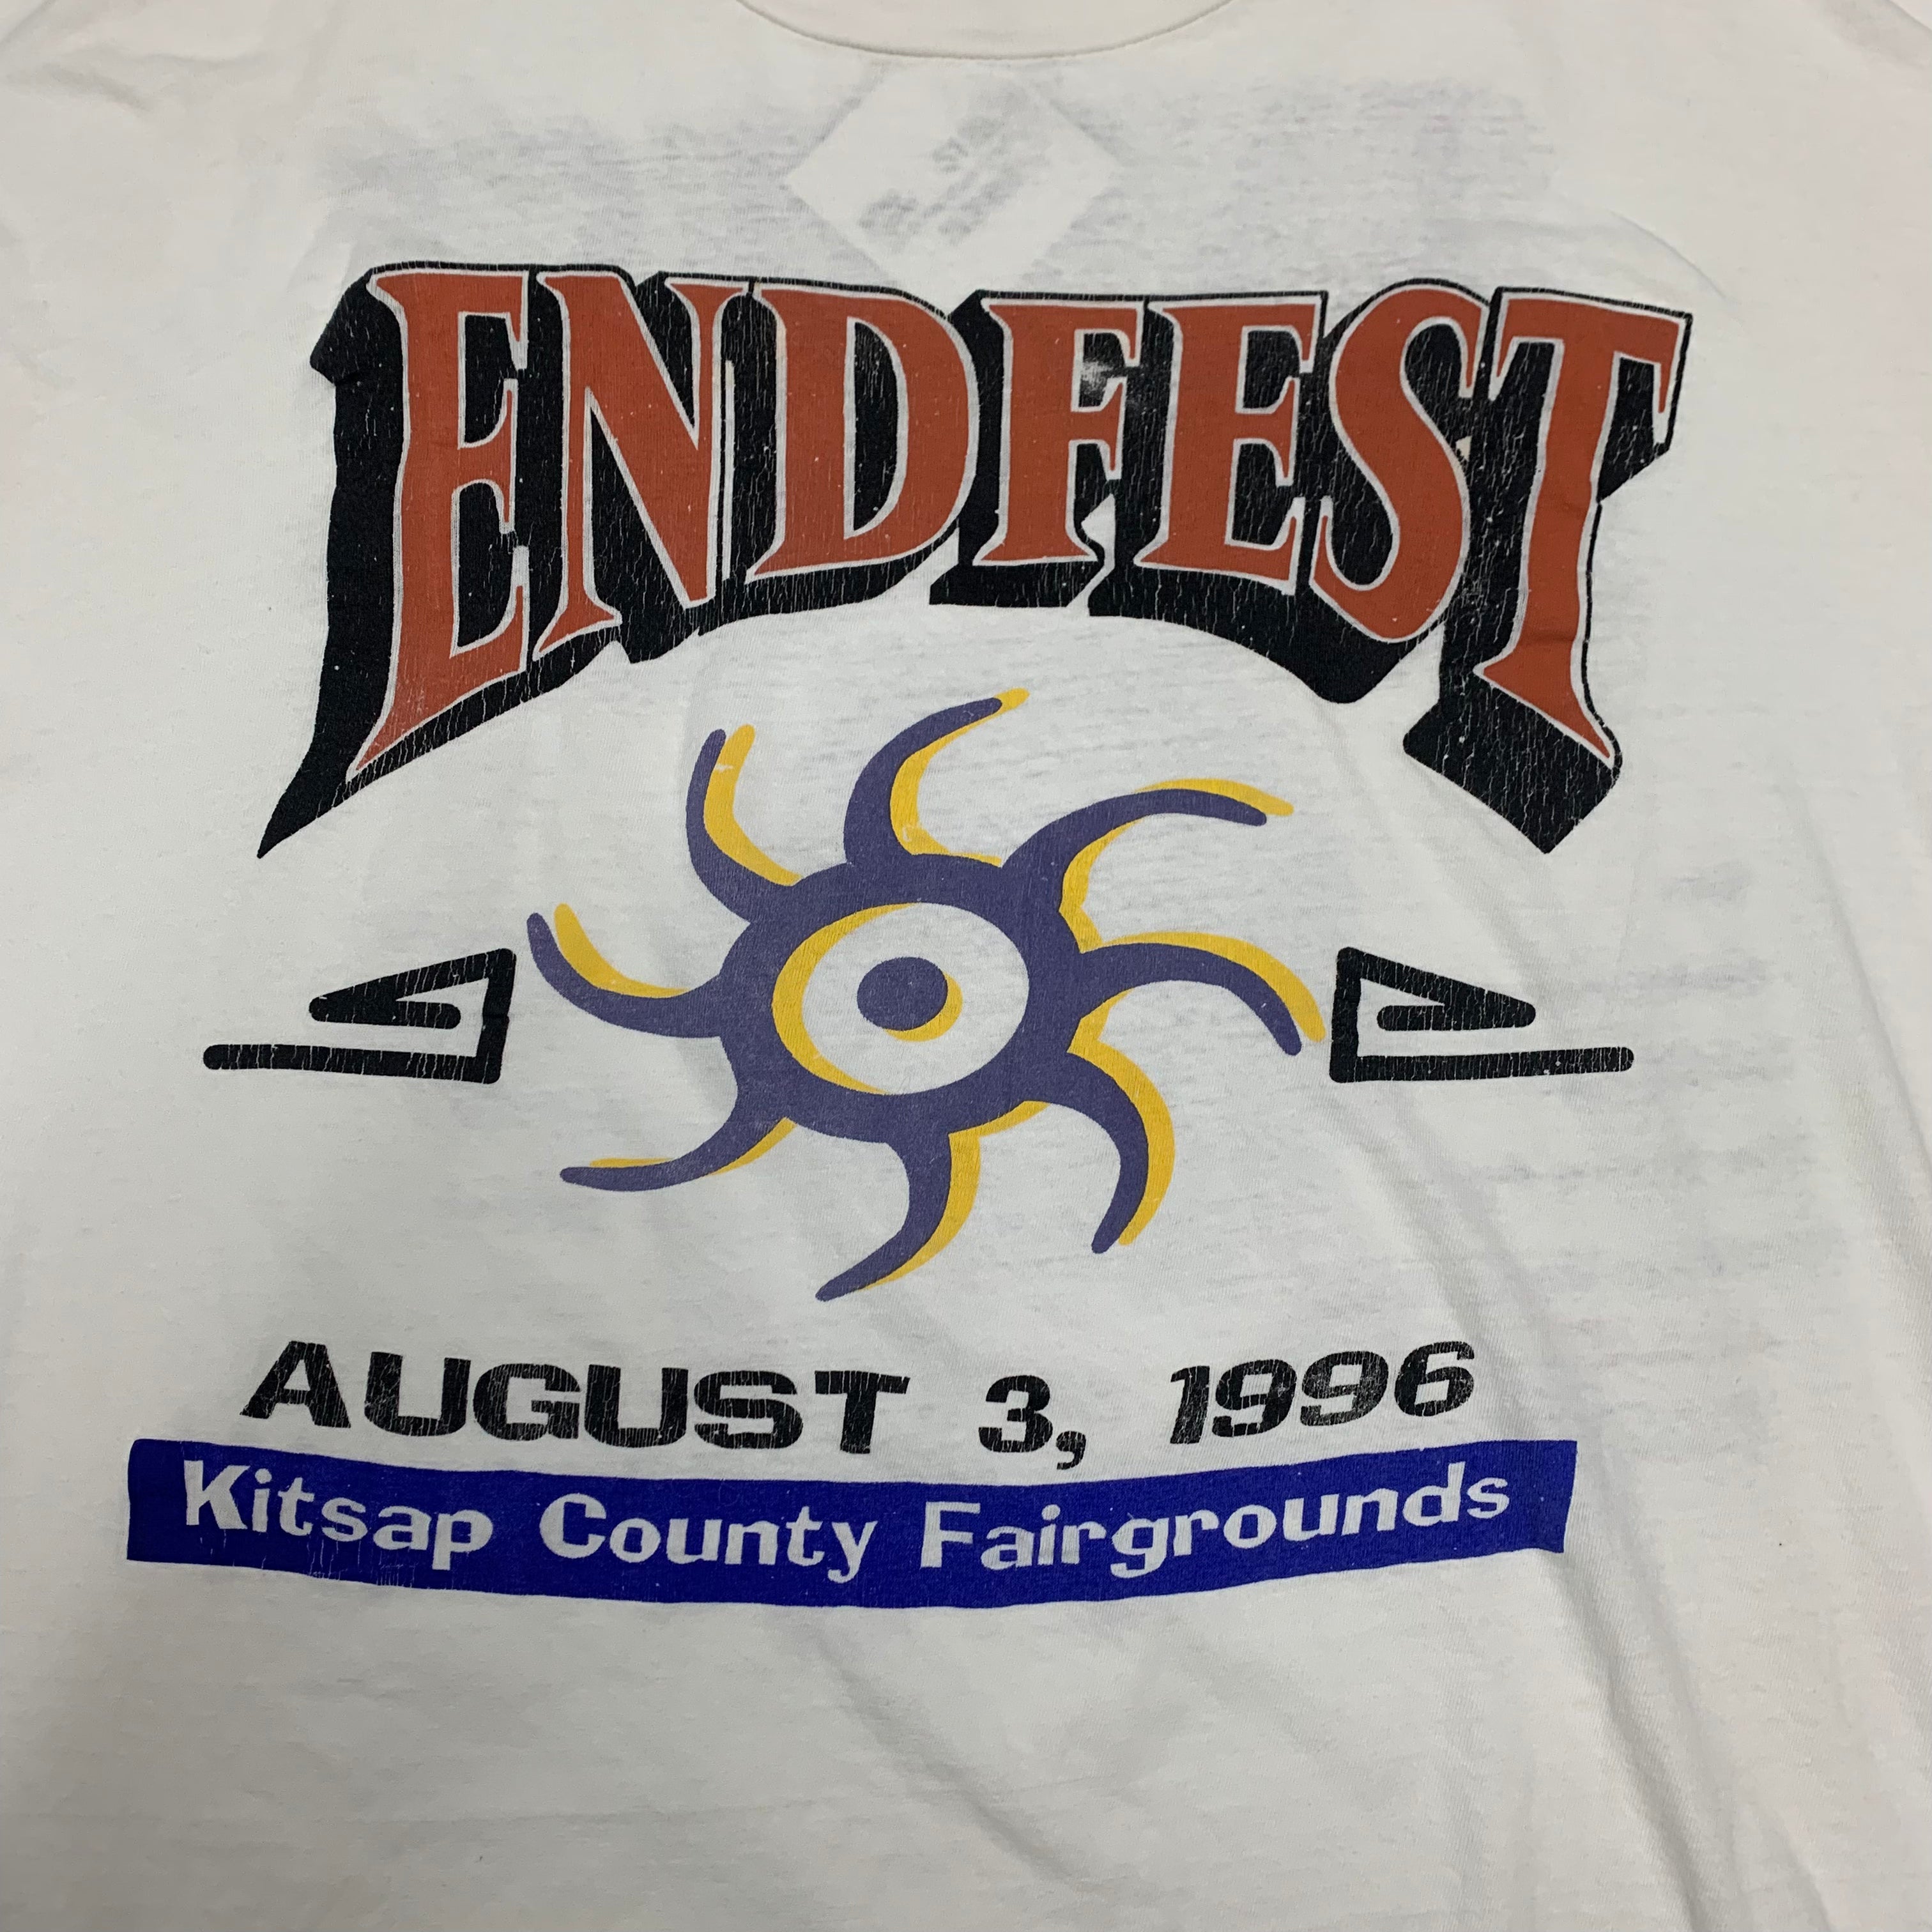 ENDFEST
AUGUST 3, 1996
Kitsap County Fairgrounds